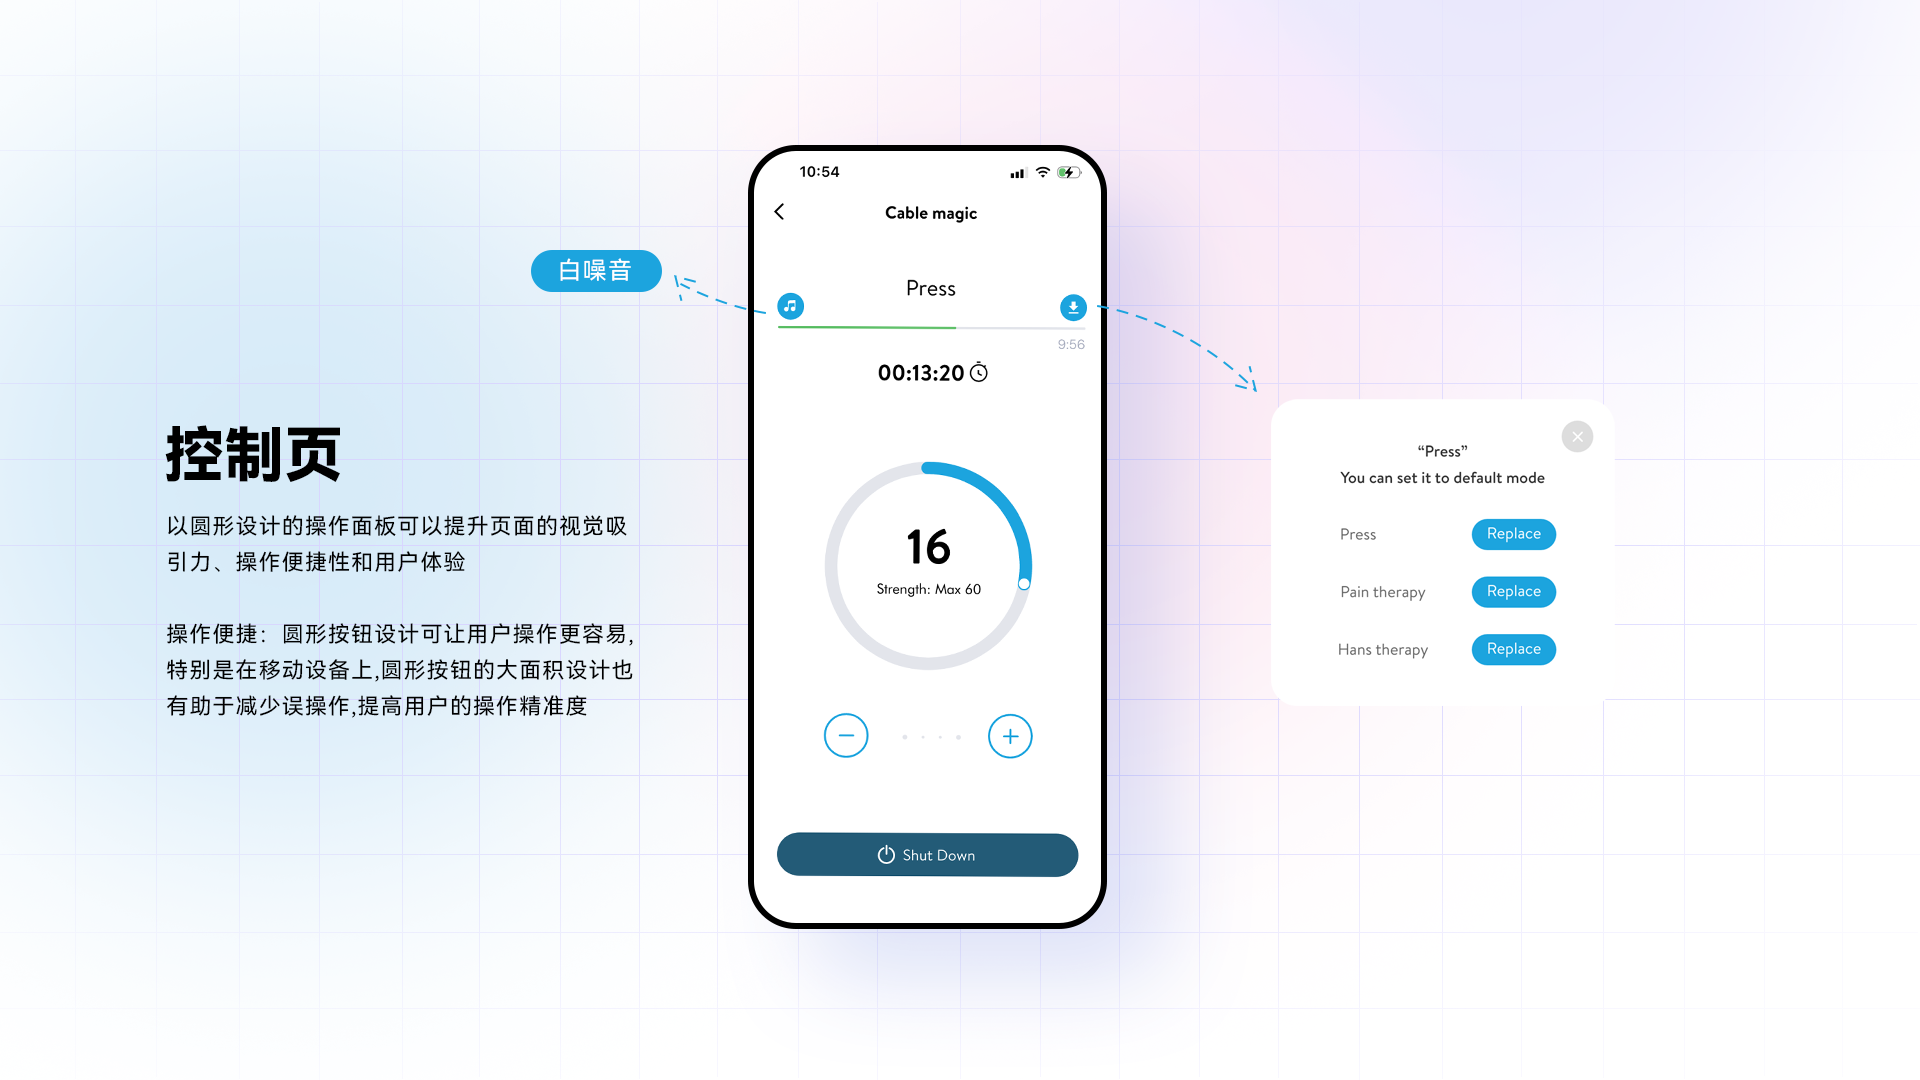 控制页
以圆形设计的操作面板可以提升页面的视觉吸
引力、操作便捷性和用户体验
操作便捷：圆形按钮设计可让用户操作更容易,
特别是在移动设备上,圆形按钮的大面积设计也
有助于减少误操作,提高用户的操作精准度
白噪音
10:54
Cable magic
Press
9:56
00:13:20
16
Strength: Max 60
Shut Down
“Press”
You can set it to default mode
Press Replace
Pain therapy Replace
Hans therapy Replace